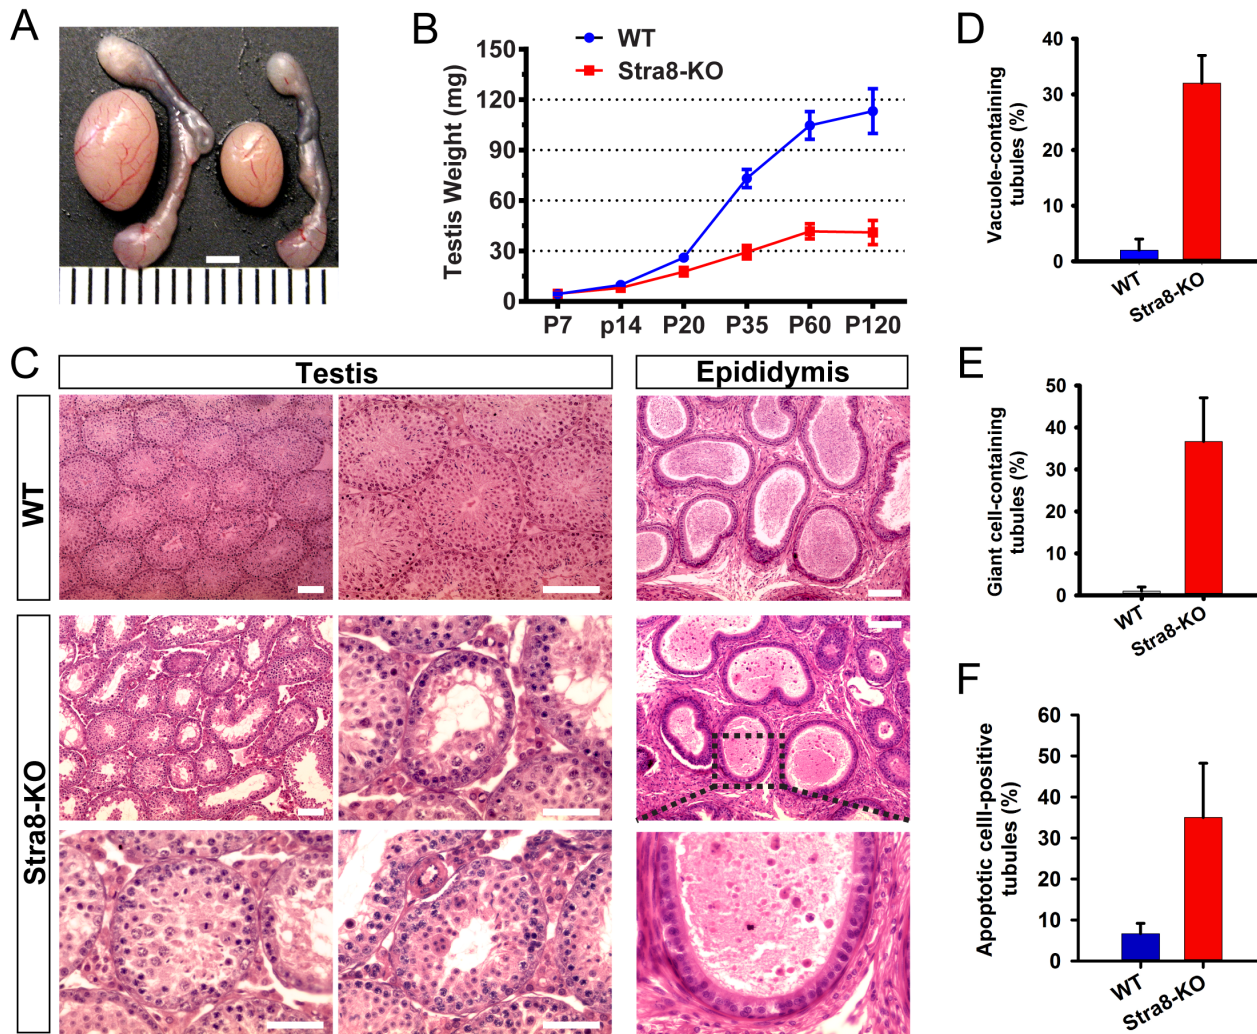 A
B
150
120
90
60
30
0
Testis Weight (mg)
WT
Stra8-KO
P7 p14 P20 P35 P60 P120
C
Testis
Epididymis
WT
Stra8-KO
D
40
30
20
10
0
Vacuole-containing
tubules (%)
WT
Stra8-KO
E
50
40
30
20
10
0
Giant cell-containing
tubules (%)
WT
Stra8-KO
F
60
50
40
30
20
10
0
Apoptotic celll-positive
tubules (%)
WT
Stra8-KO